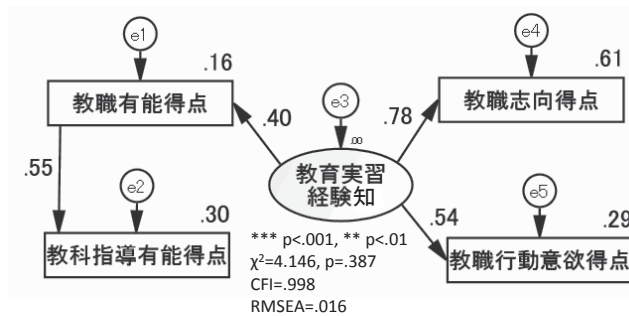 e1
.16
教職有能得点
e4
.61
教職志向得点
e3
.00
.40
.78
教育実習
経験知
.55
e2
.30
教科指導有能得点
.54
e5
.29
教職行動意欲得点
*** p<.001, ** p<.01
χ²=4.146, p=.387
CFI=.998
RMSEA=.016